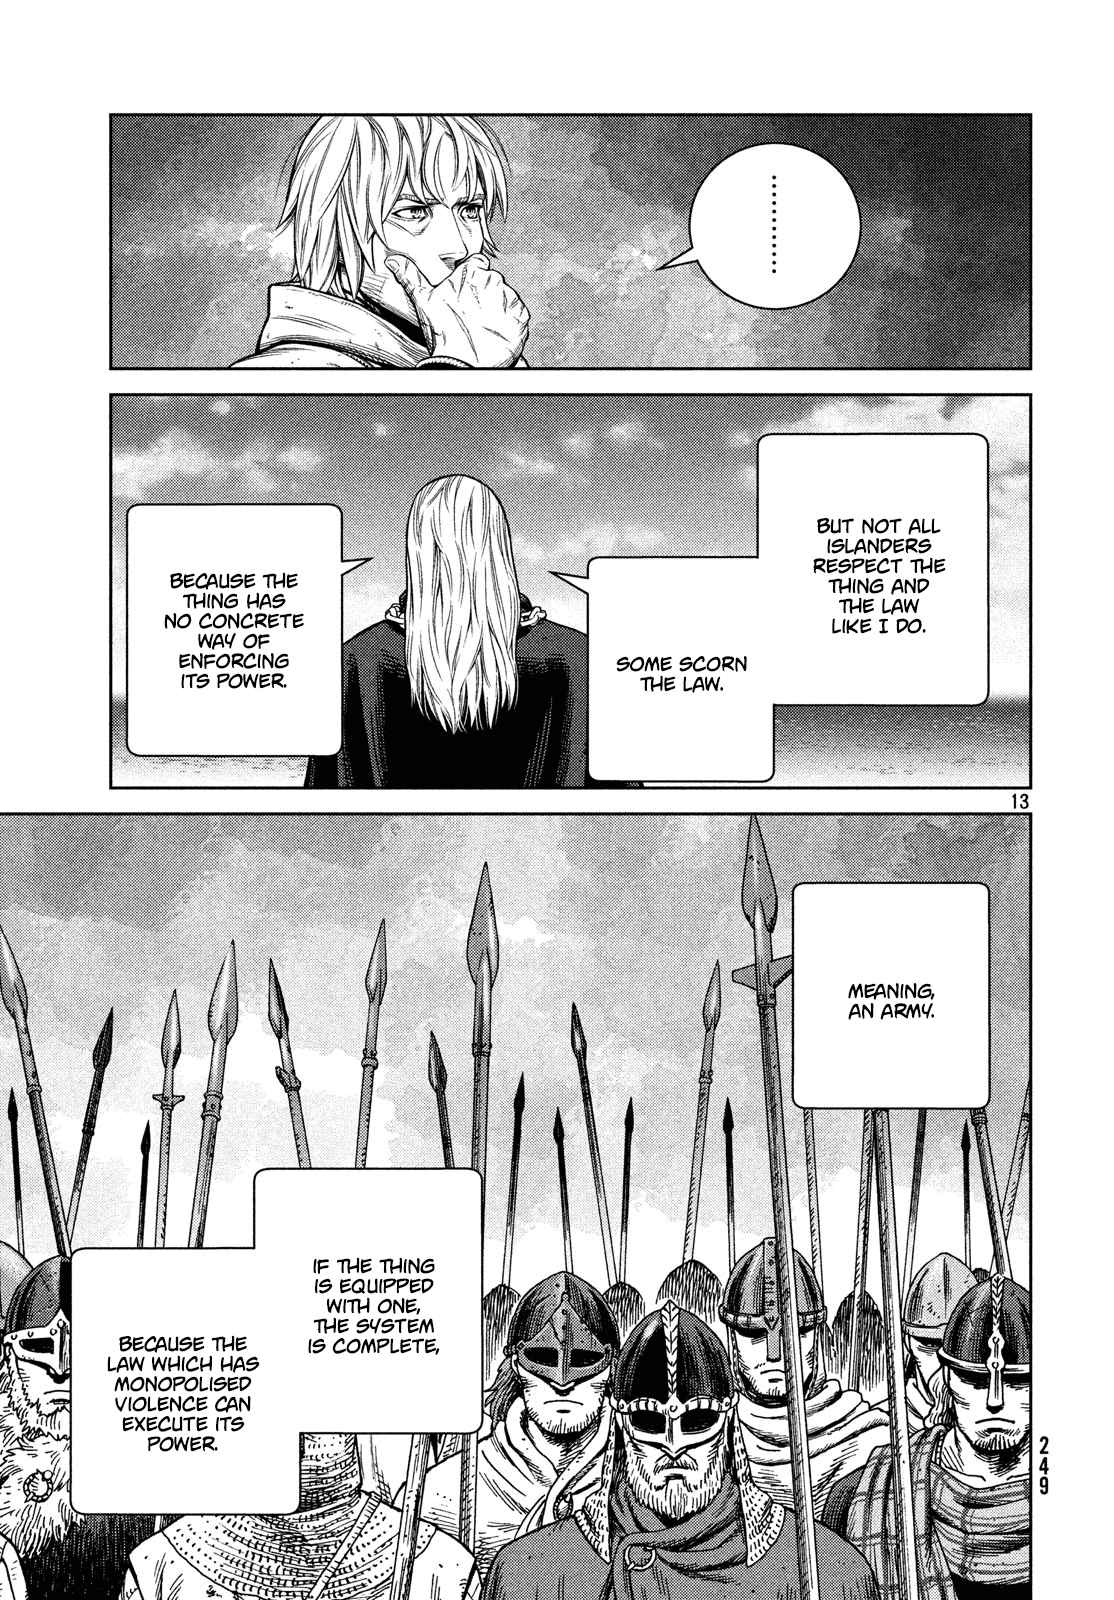 ..........
BUT NOT ALL
ISLANDERS
RESPECT THE
THING AND
THE LAW
LIKE I DO.
SOME SCORN
THE LAW.
BECAUSE THE
THING HAS
NO CONCRETE
WAY OF
ENFORCING
ITS POWER.
13
MEANING,
AN ARMY.
IF THE THING
IS EQUIPPED
WITH ONE,
THE SYSTEM
IS COMPLETE,
BECAUSE THE
LAW WHICH HAS
MONOPOLISED
VIOLENCE CAN
EXECUTE ITS
POWER.
249